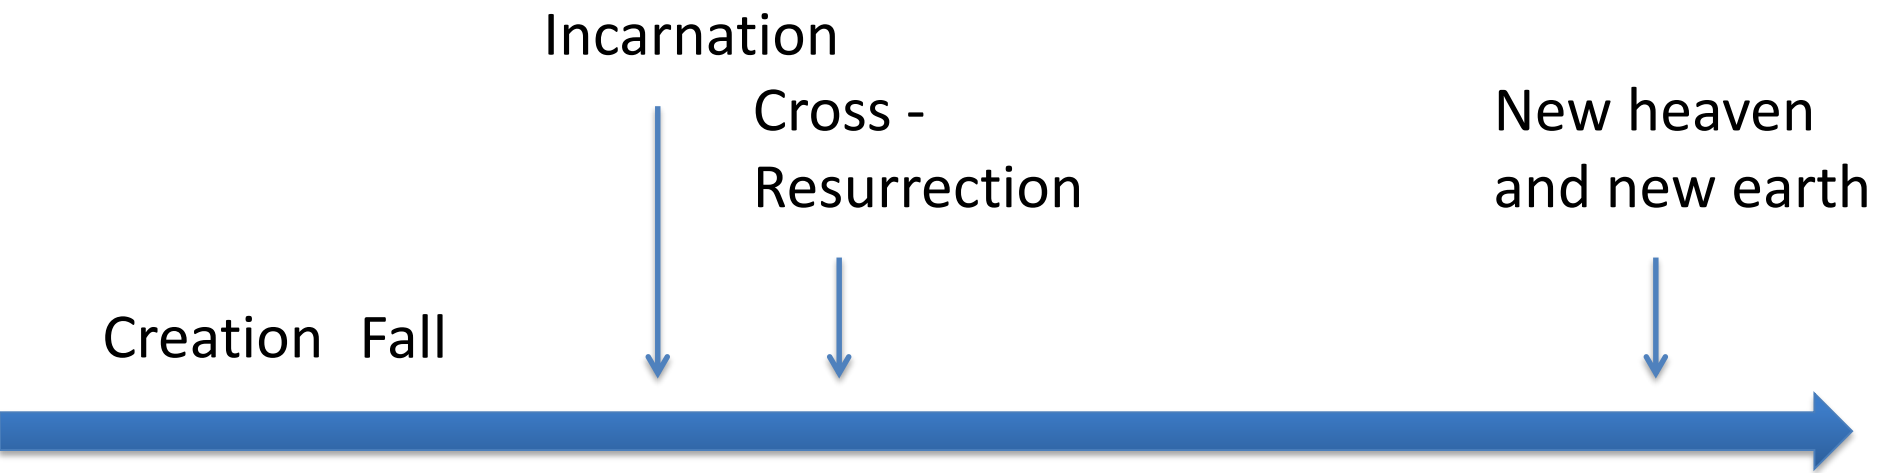 Incarnation
Cross -
Resurrection
New heaven
and new earth
Creation Fall